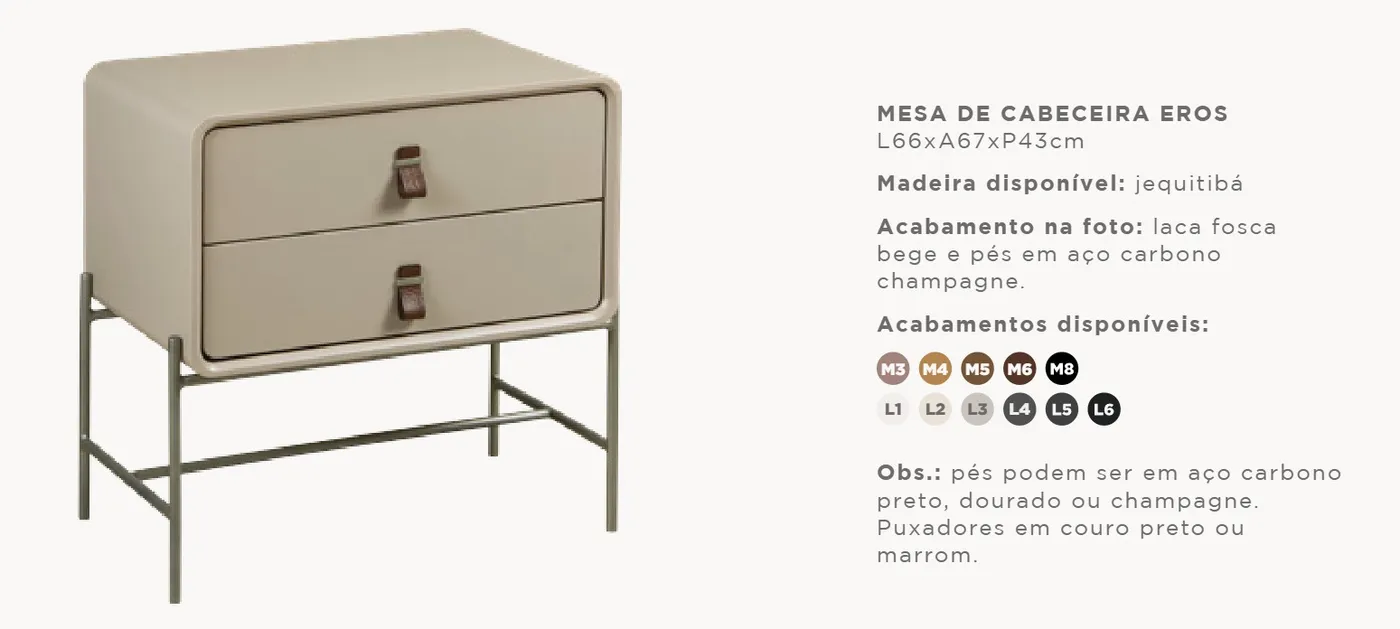 MESA DE CABECEIRA EROS
L66xA67xP43cm
Madeira disponível: jequitibá
Acabamento na foto: laca fosca
bege e pés em aço carbono
champagne.
Acabamentos disponíveis:
M3 M4 M5 M6 M8
L1 L2 L3 L4 L5 L6
Obs.: pés podem ser em aço carbono
preto, dourado ou champagne.
Puxadores em couro preto ou
marrom.